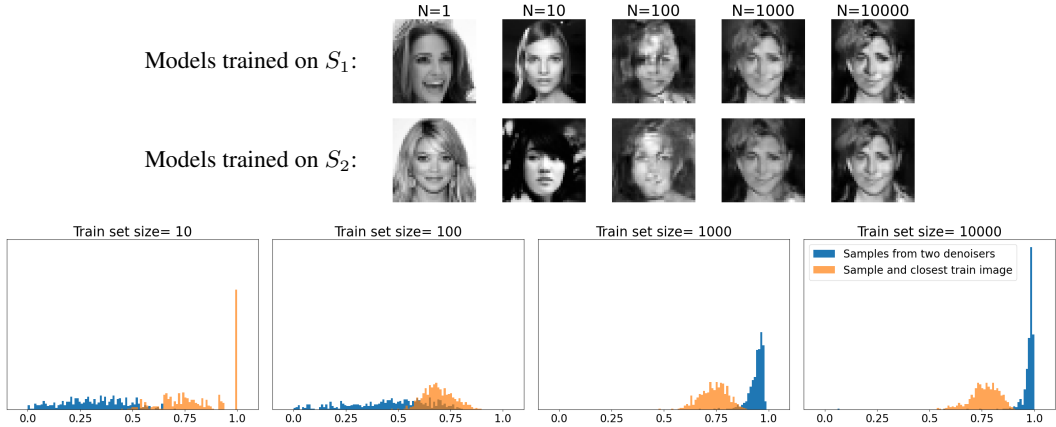 N=1 N=10 N=100 N=1000 N=10000
Models trained on S₁:
Models trained on S₂:
Train set size= 10 Train set size= 100 Train set size= 1000 Train set size= 10000
Samples from two denoisers
Sample and closest train image
0.0 0.25 0.5 0.75 1.0 0.0 0.25 0.5 0.75 1.0 0.0 0.25 0.5 0.75 1.0 0.0 0.25 0.5 0.75 1.0